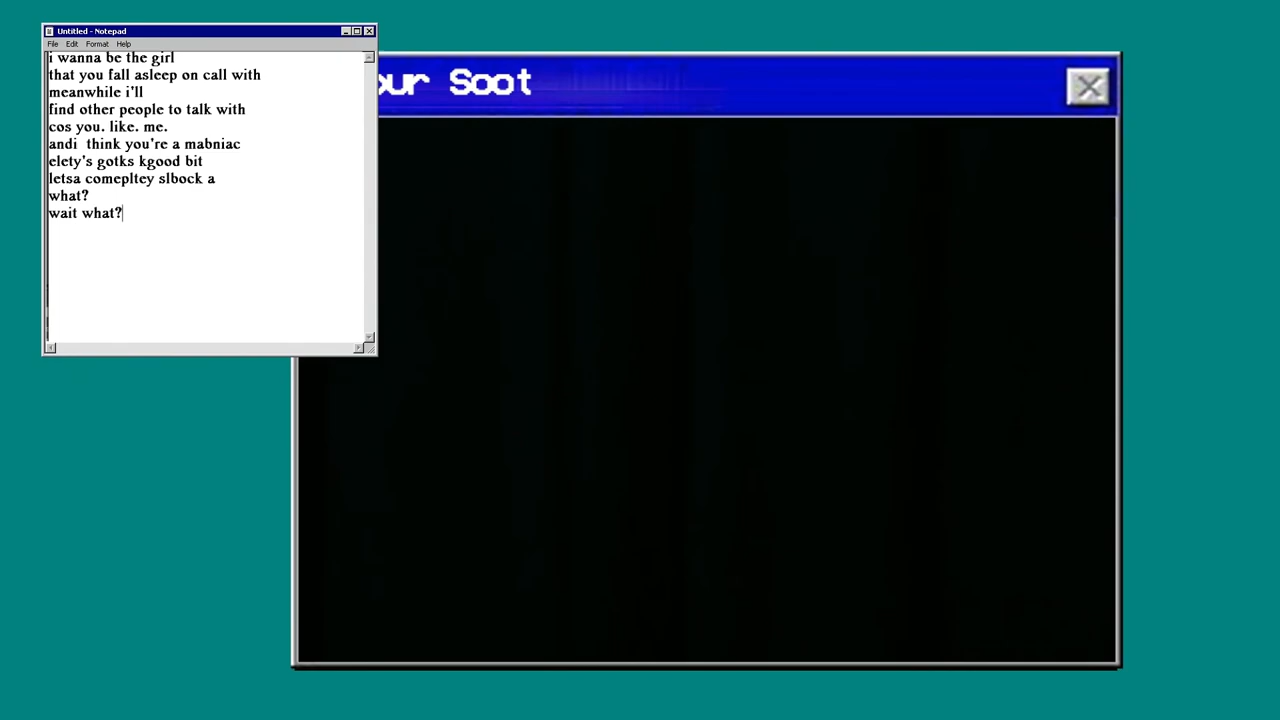 Untitled - Notepad
File Edit Format Help
i wanna be the girl
that you fall asleep on call with
meanwhile i'll
find other people to talk with
cos you. like. me.
andi  think you're a mabniac
elety's gotks kgood bit
letsa comepltey slbock a
what?
wait what?
our Soot